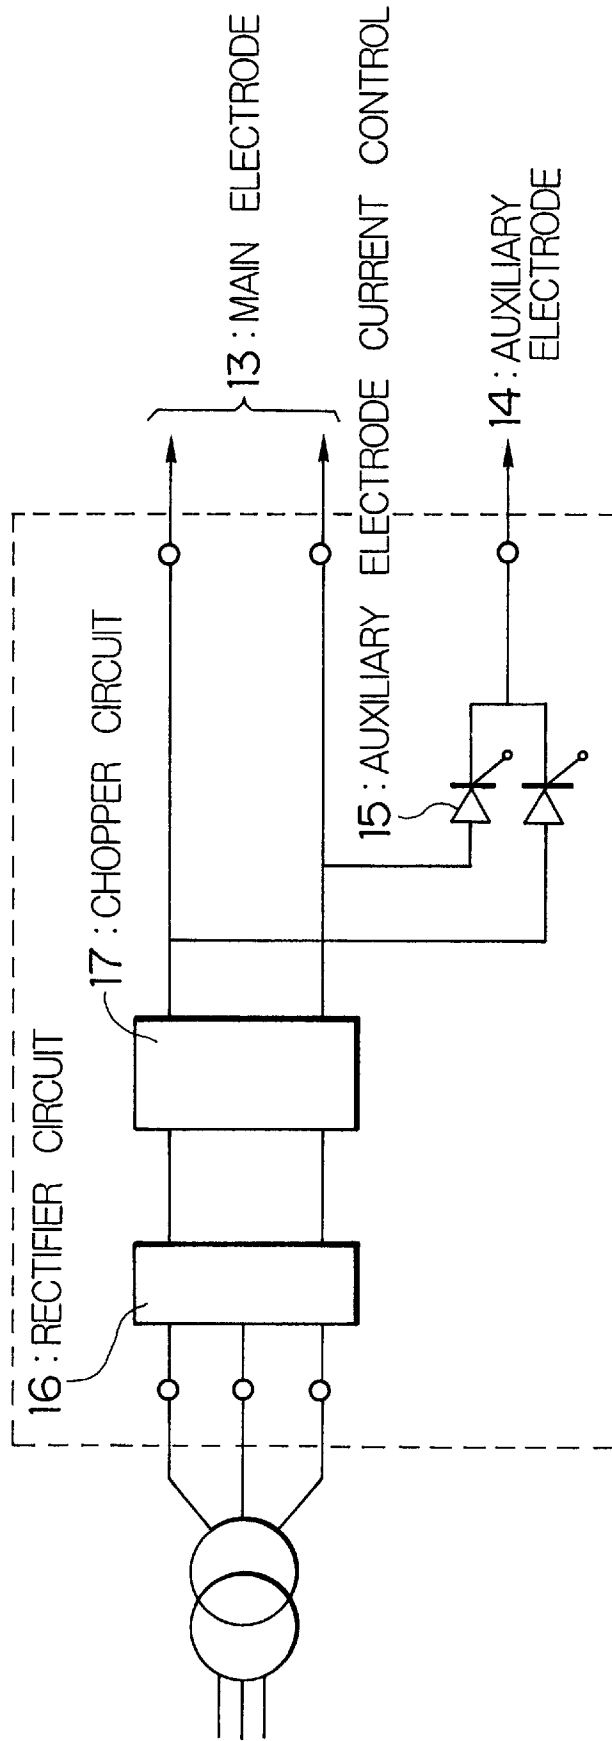 16 : RECTIFIER CIRCUIT
17 : CHOPPER CIRCUIT
13 : MAIN ELECTRODE
15 : AUXILIARY ELECTRODE CURRENT CONTROL
14 : AUXILIARY
ELECTRODE